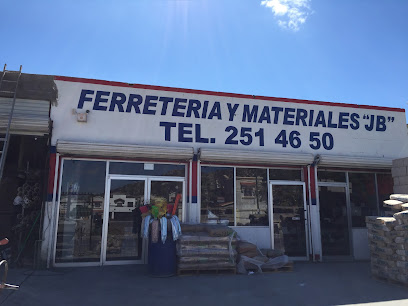 FERRETERIA Y MATERIALES "JB"
TEL. 251 46 50